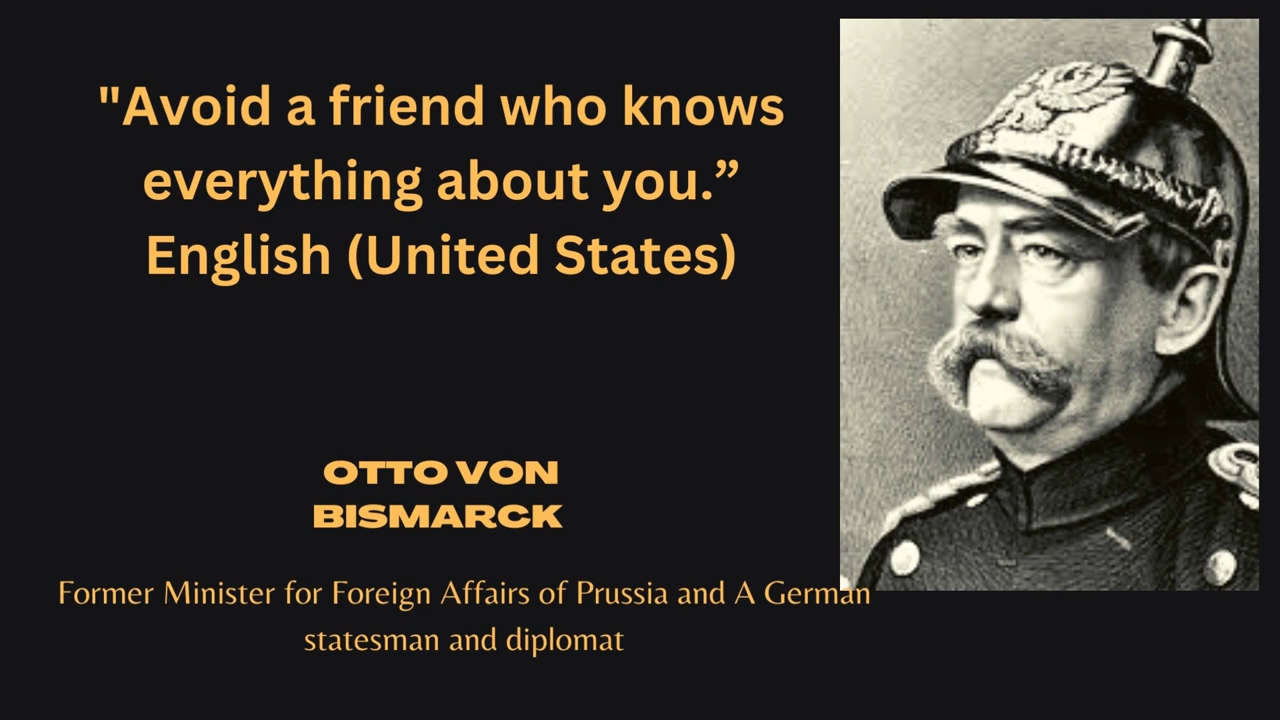 "Avoid a friend who knows
everything about you.”
English (United States)
OTTO VON
BISMARCK
Former Minister for Foreign Affairs of Prussia and A German
statesman and diplomat